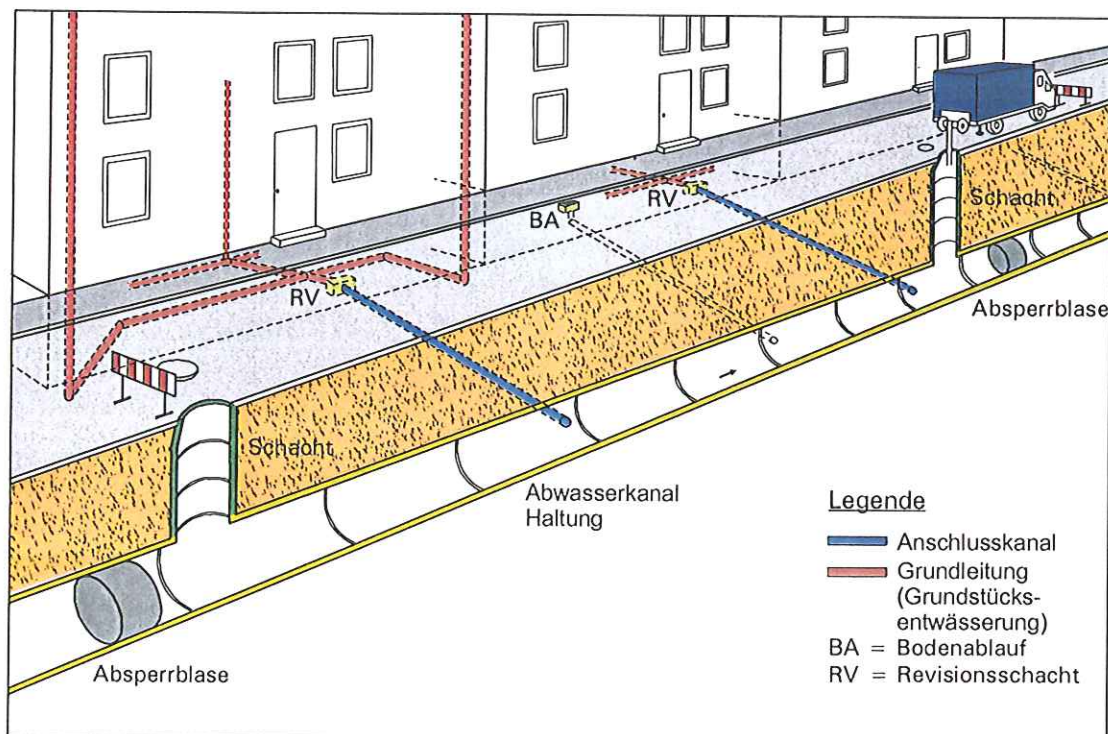 RV
BA
RV
Schacht
Absperrblase
Schacht
Abwasserkanal
Haltung
Absperrblase
Legende
Anschlusskanal
Grundleitung
(Grundstücks-
entwässerung)
BA = Bodenablauf
RV = Revisionsschacht